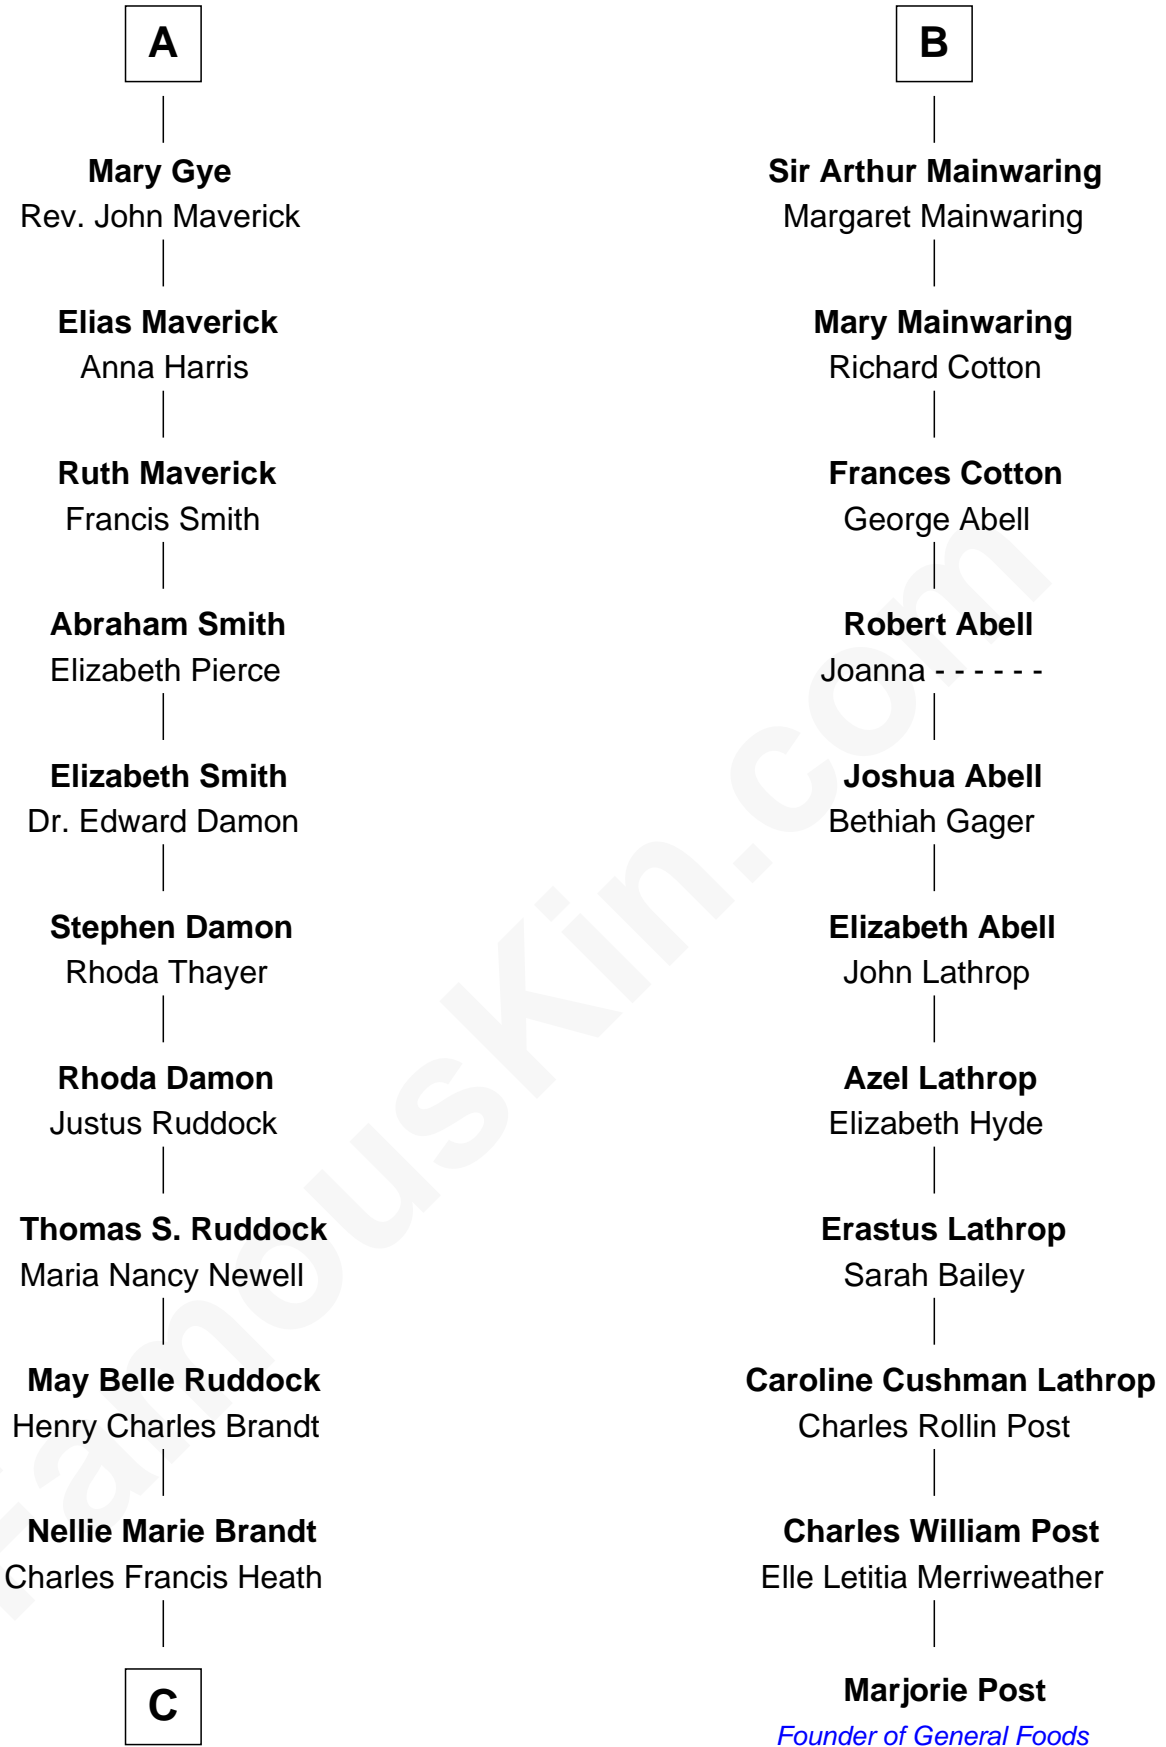 A
Mary Gye
Rev. John Maverick
Elias Maverick
Anna Harris
Ruth Maverick
Francis Smith
Abraham Smith
Elizabeth Pierce
Elizabeth Smith
Dr. Edward Damon
Stephen Damon
Rhoda Thayer
Rhoda Damon
Justus Ruddock
Thomas S. Ruddock
Maria Nancy Newell
May Belle Ruddock
Henry Charles Brandt
Nellie Marie Brandt
Charles Francis Heath
C
B
Sir Arthur Mainwaring
Margaret Mainwaring
Mary Mainwaring
Richard Cotton
Frances Cotton
George Abell
Robert Abell
Joanna - - - - - -
Joshua Abell
Bethiah Gager
Elizabeth Abell
John Lathrop
Azel Lathrop
Elizabeth Hyde
Erastus Lathrop
Sarah Bailey
Caroline Cushman Lathrop
Charles Rollin Post
Charles William Post
Elle Letitia Merriweather
Marjorie Post
Founder of General Foods
FamousKin.com